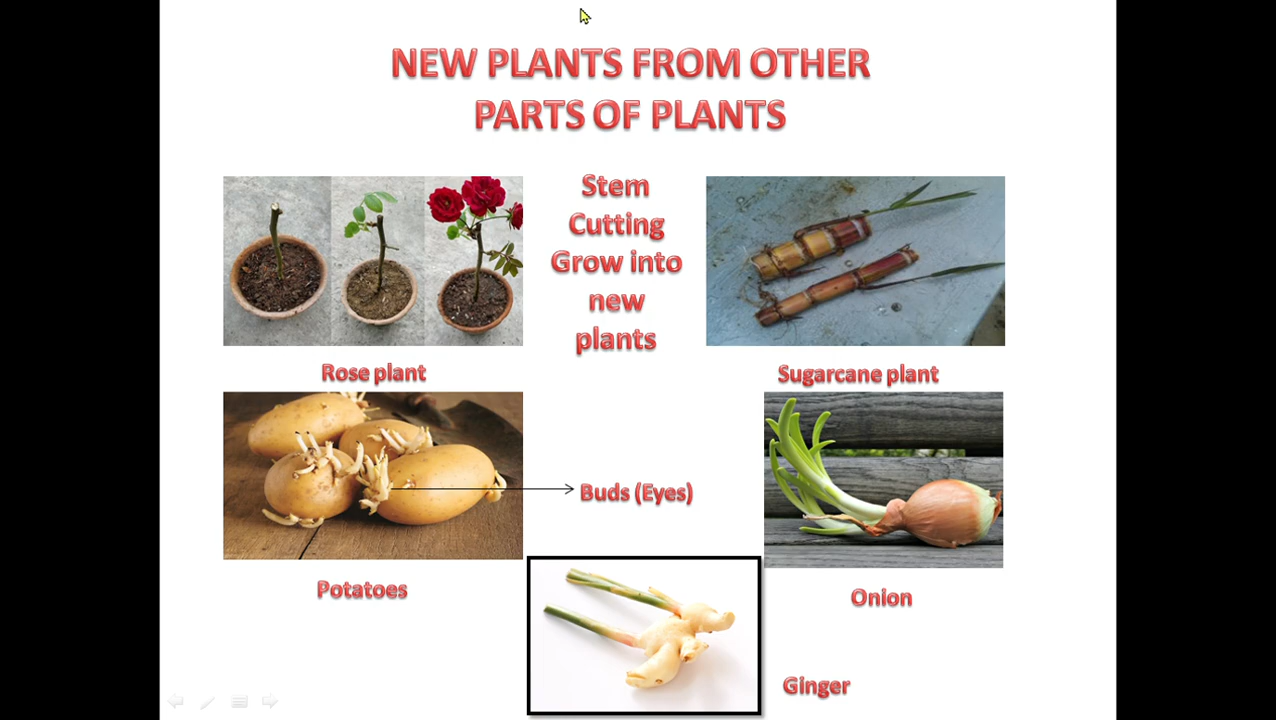 NEW PLANTS FROM OTHER
PARTS OF PLANTS
Stem
Cutting
Grow into
new
plants
Rose plant
Sugarcane plant
Buds (Eyes)
Potatoes
Onion
Ginger